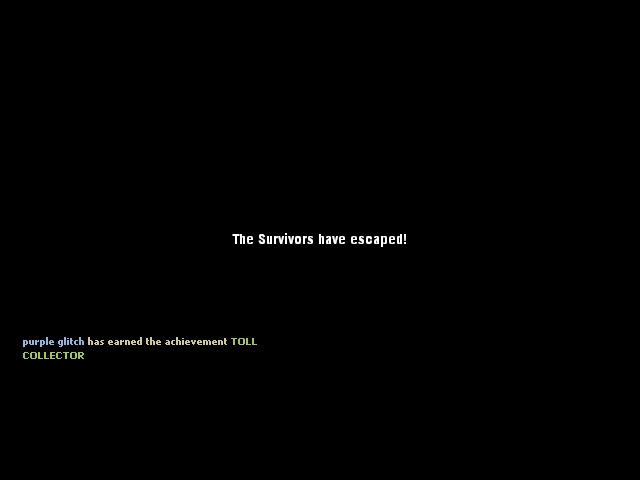 The Survivors have escaped!
purple glitch has earned the achievement TOLL
COLLECTOR